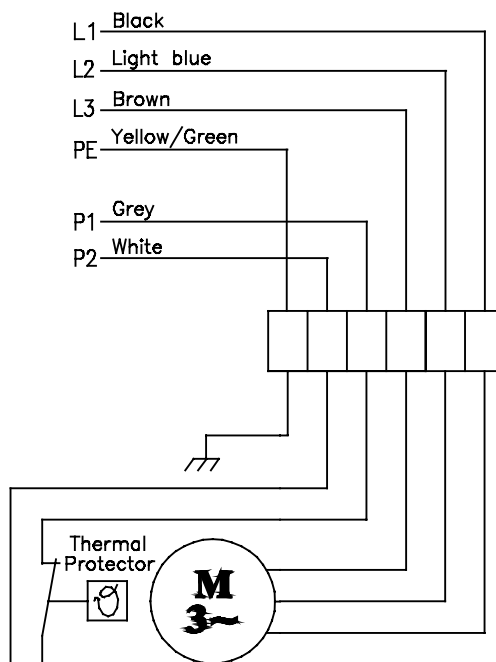 L1 Black
L2 Light blue
L3 Brown
PE Yellow/Green
P1 Grey
P2 White
Thermal
Protector
M
3~